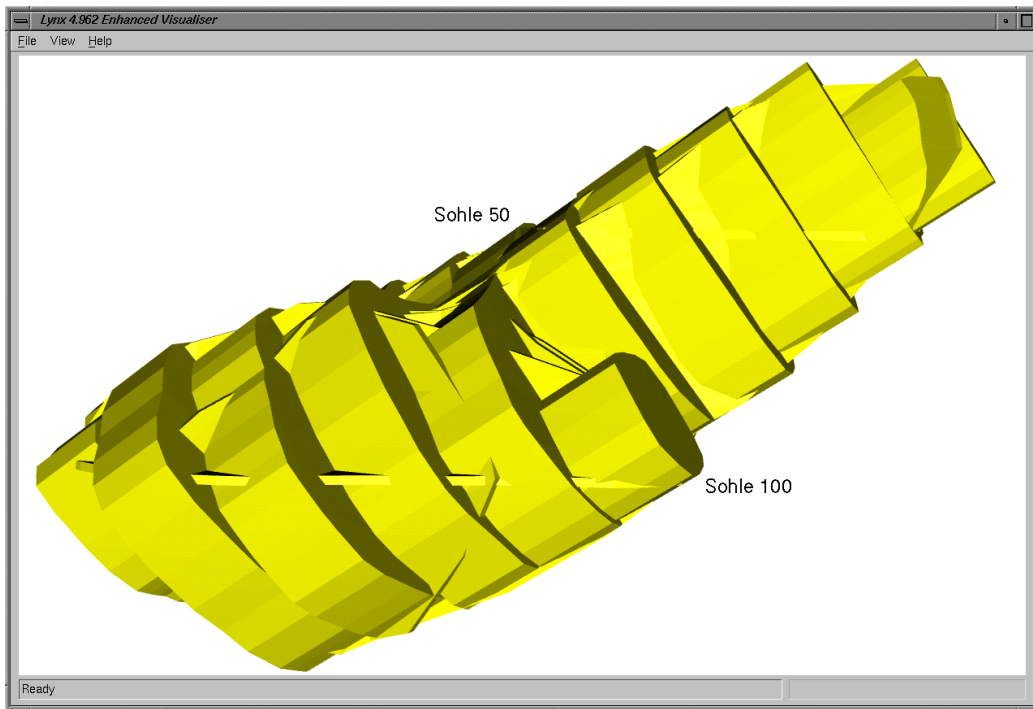 Lynx 4.962 Enhanced Visualiser
File View Help
Sohle 50
Sohle 100
Ready